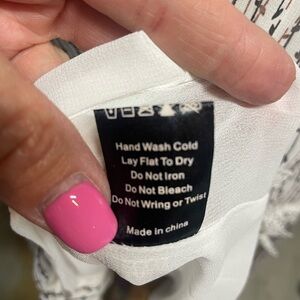 Hand Wash Cold
Lay Flat To Dry
Do Not Iron
Do Not Bleach
Do Not Wring or Twist
Made in china